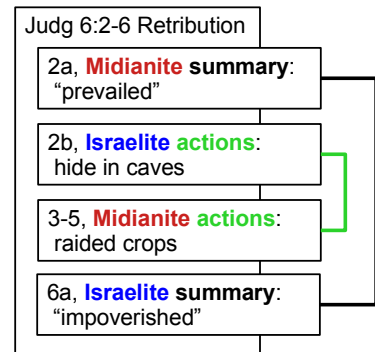 Judg 6:2-6 Retribution
2a, Midianite summary:
“prevailed”
2b, Israelite actions:
hide in caves
3-5, Midianite actions:
raided crops
6a, Israelite summary:
“impoverished”